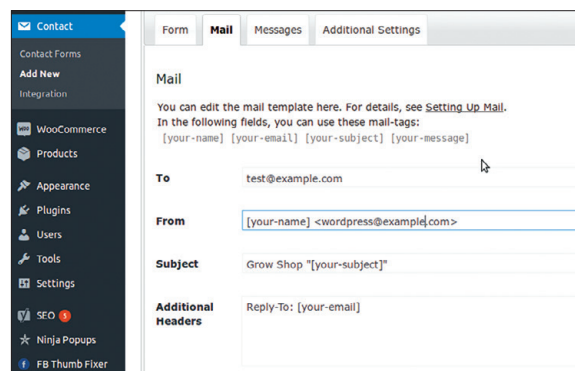 Contact
Contact Forms
Add New
Integration
WOO
WooCommerce
Products
Appearance
Plugins
Users
Tools
Settings
SEO 5
Ninja Popups
f FB Thumb Fixer
Form Mail Messages Additional Settings
Mail
You can edit the mail template here. For details, see Setting Up Mail.
In the following fields, you can use these mail-tags:
[your-name] [your-email] [your-subject] [your-message]
To test@example.com
From [your-name] <wordpress@example.com>
Subject Grow Shop "[your-subject]"
Additional Reply-To: [your-email]
Headers